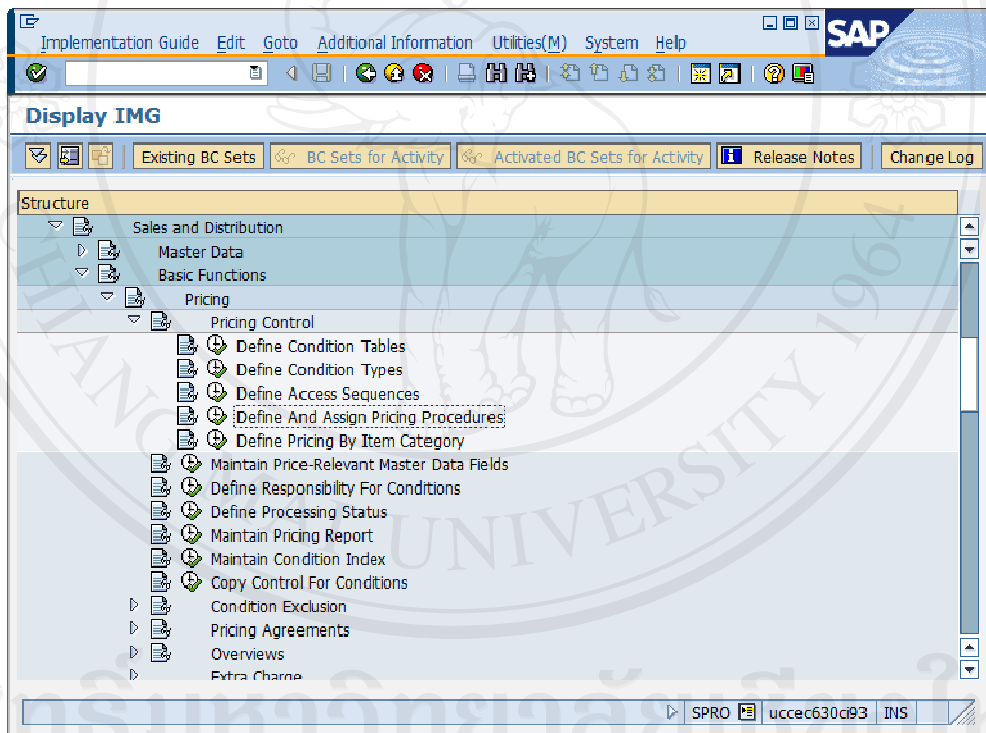 Implementation Guide Edit Goto Additional Information Utilities(M) System Help
SAP
Display IMG
Existing BC Sets BC Sets for Activity Activated BC Sets for Activity Release Notes Change Log
Structure
Sales and Distribution
Master Data
Basic Functions
Pricing
Pricing Control
Define Condition Tables
Define Condition Types
Define Access Sequences
Define And Assign Pricing Procedures
Define Pricing By Item Category
Maintain Price-Relevant Master Data Fields
Define Responsibility For Conditions
Define Processing Status
Maintain Pricing Report
Maintain Condition Index
Copy Control For Conditions
Condition Exclusion
Pricing Agreements
Overviews
Extra Charge
SPRO uccec630ci93 INS
CHIANG MAI UNIVERSITY 1964